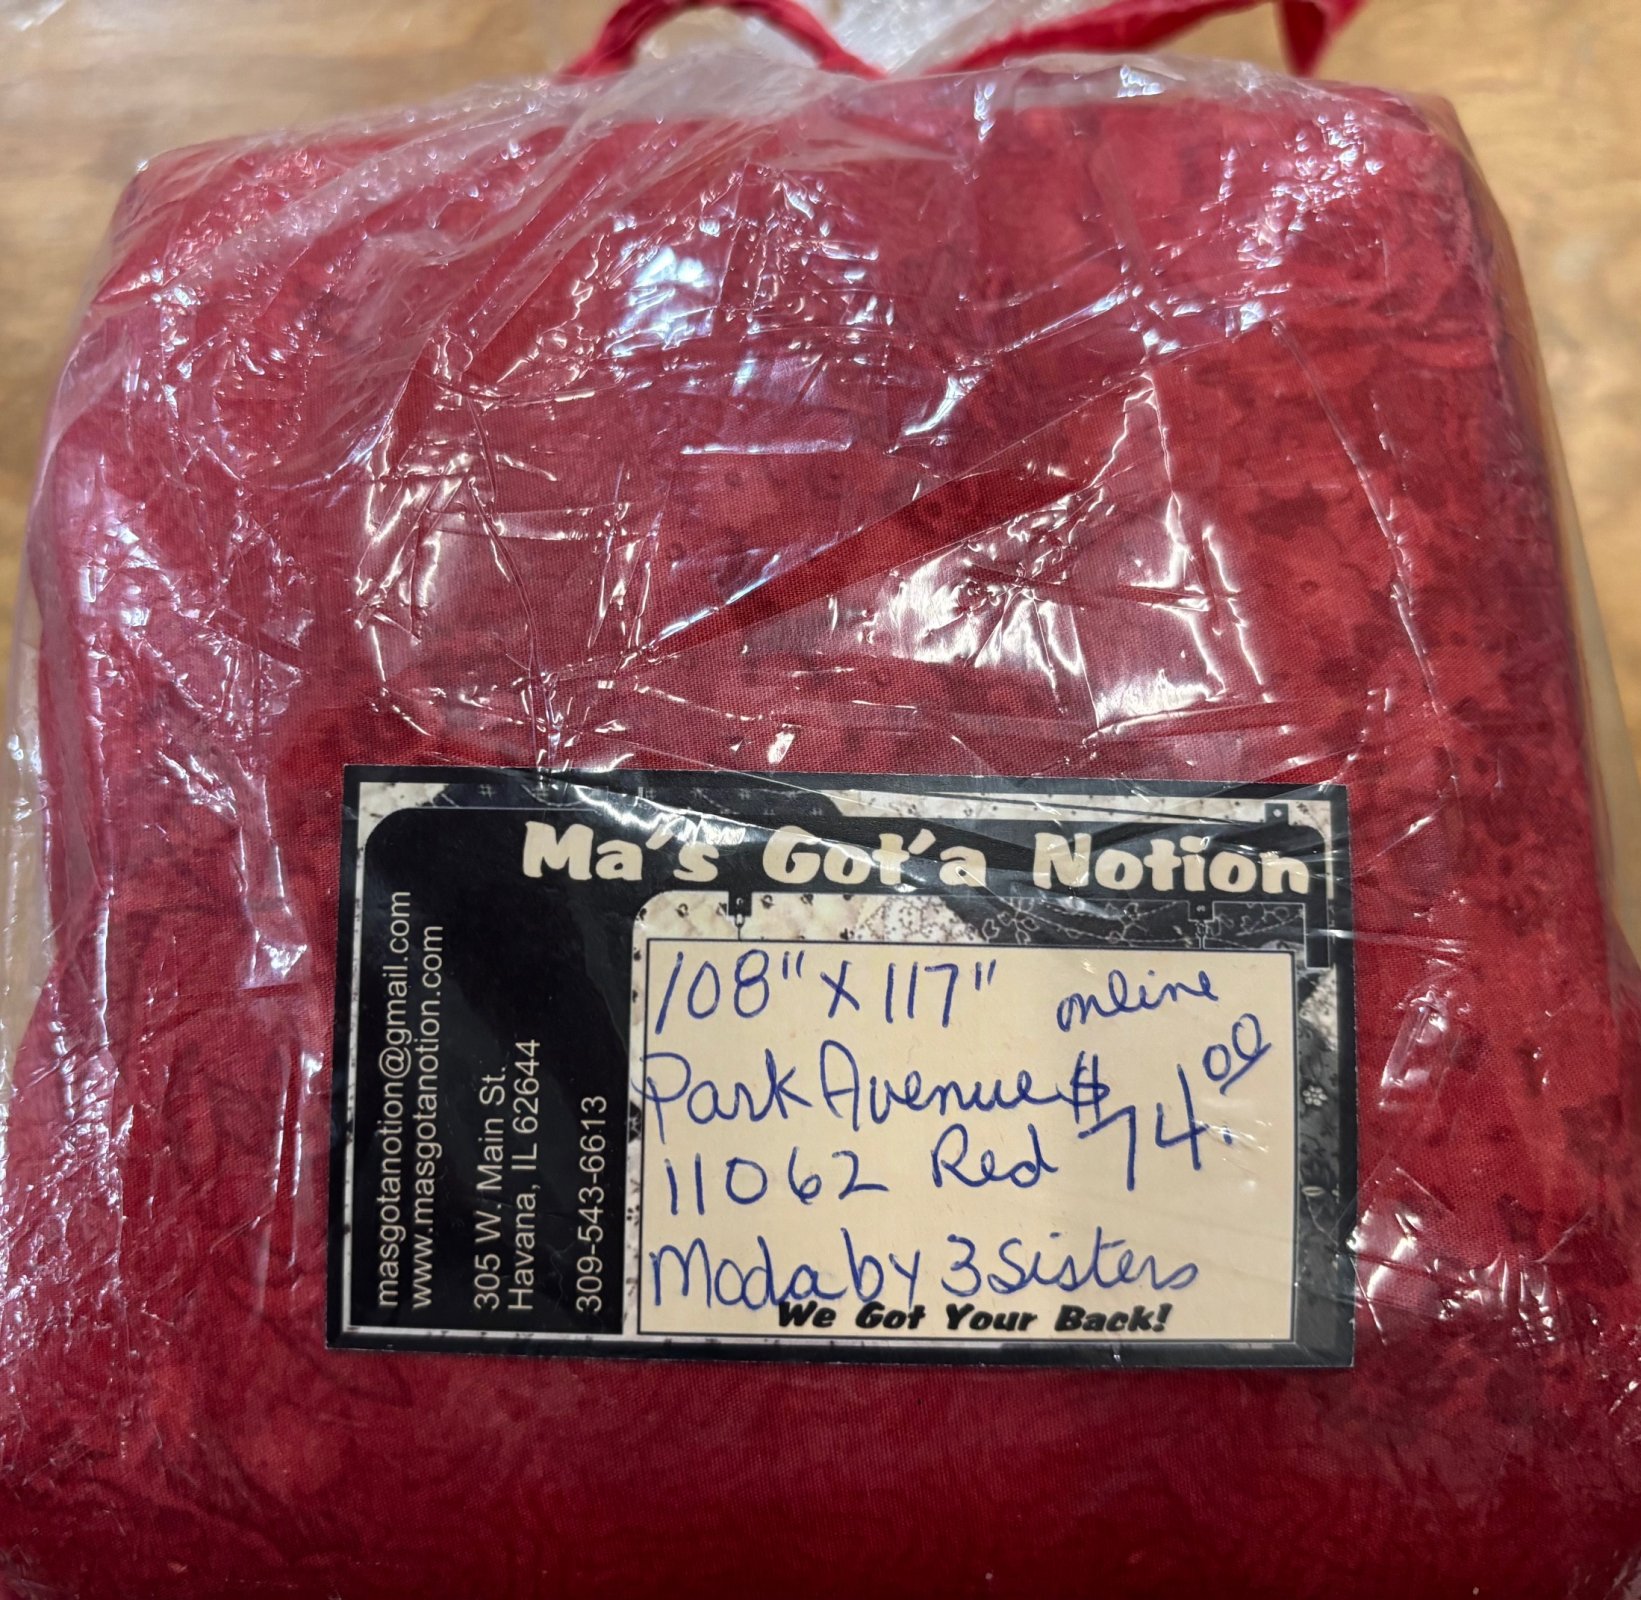 Ma's Got'a Notion
masgotanotion@gmail.com
www.masgotanotion.com
305 W. Main St.
Havana, IL 62644
309-543-6613
108" x 117" online
Park Avenue $74.00
11062 Red
Moda by 3 Sisters
We Got Your Back!